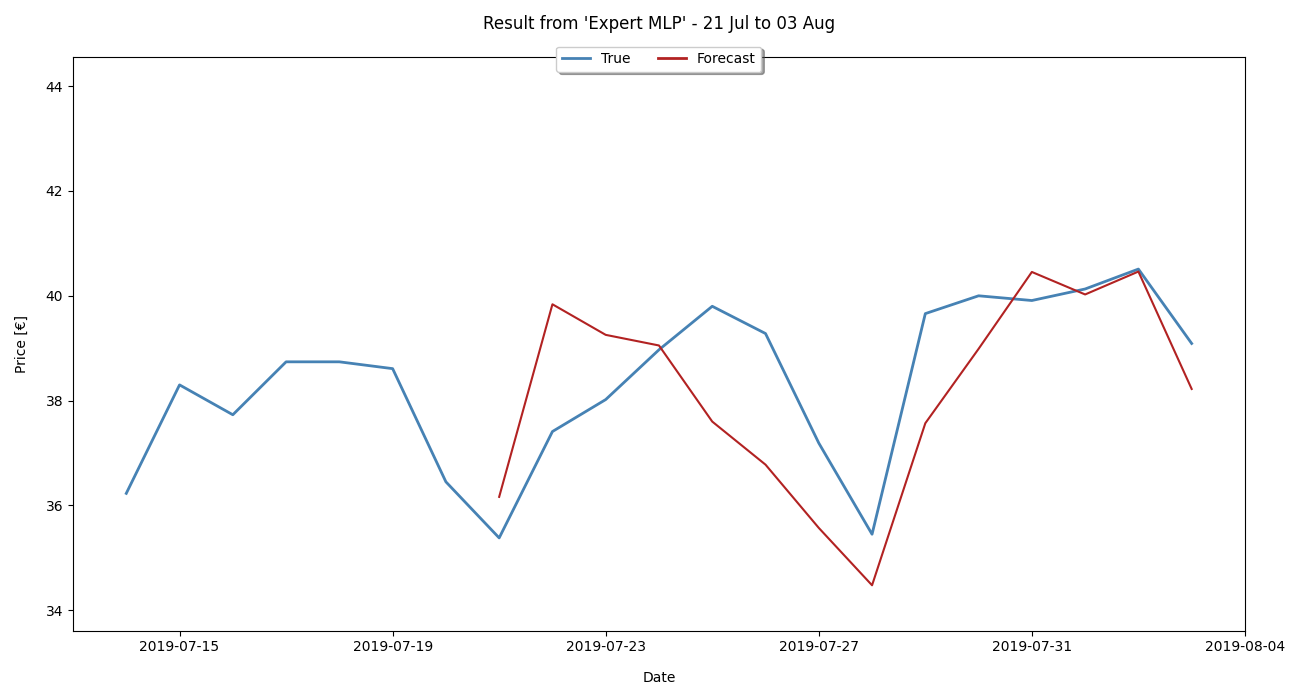 Result from 'Expert MLP' - 21 Jul to 03 Aug
True Forecast
44
42
40
38
36
34
Price [€]
2019-07-15 2019-07-19 2019-07-23 2019-07-27 2019-07-31 2019-08-04
Date